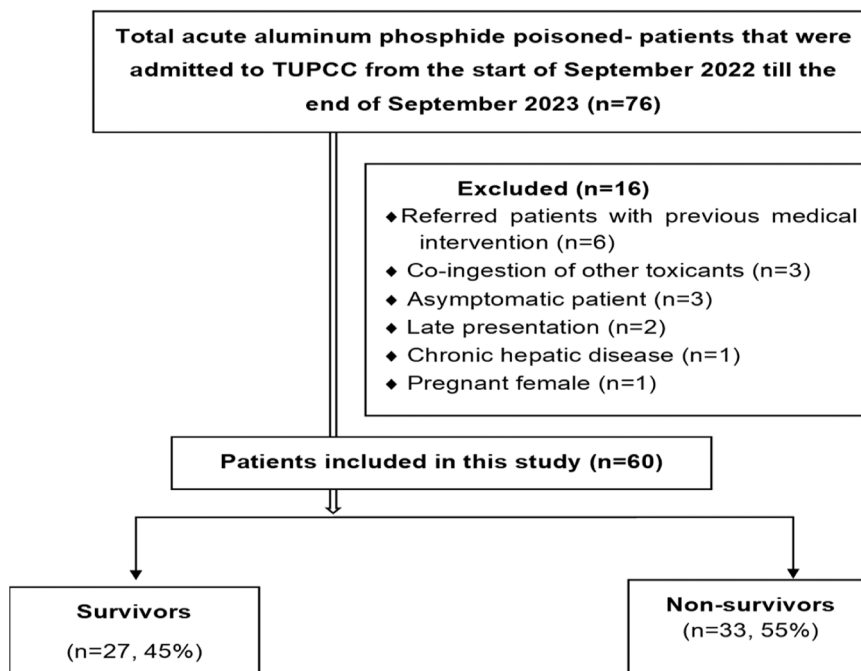 Total acute aluminum phosphide poisoned- patients that were
admitted to TUPCC from the start of September 2022 till the
end of September 2023 (n=76)
Excluded (n=16)
◆Referred patients with previous medical
intervention (n=6)
◆ Co-ingestion of other toxicants (n=3)
◆ Asymptomatic patient (n=3)
◆ Late presentation (n=2)
◆ Chronic hepatic disease (n=1)
◆ Pregnant female (n=1)
Patients included in this study (n=60)
Survivors
(n=27, 45%)
Non-survivors
(n=33, 55%)